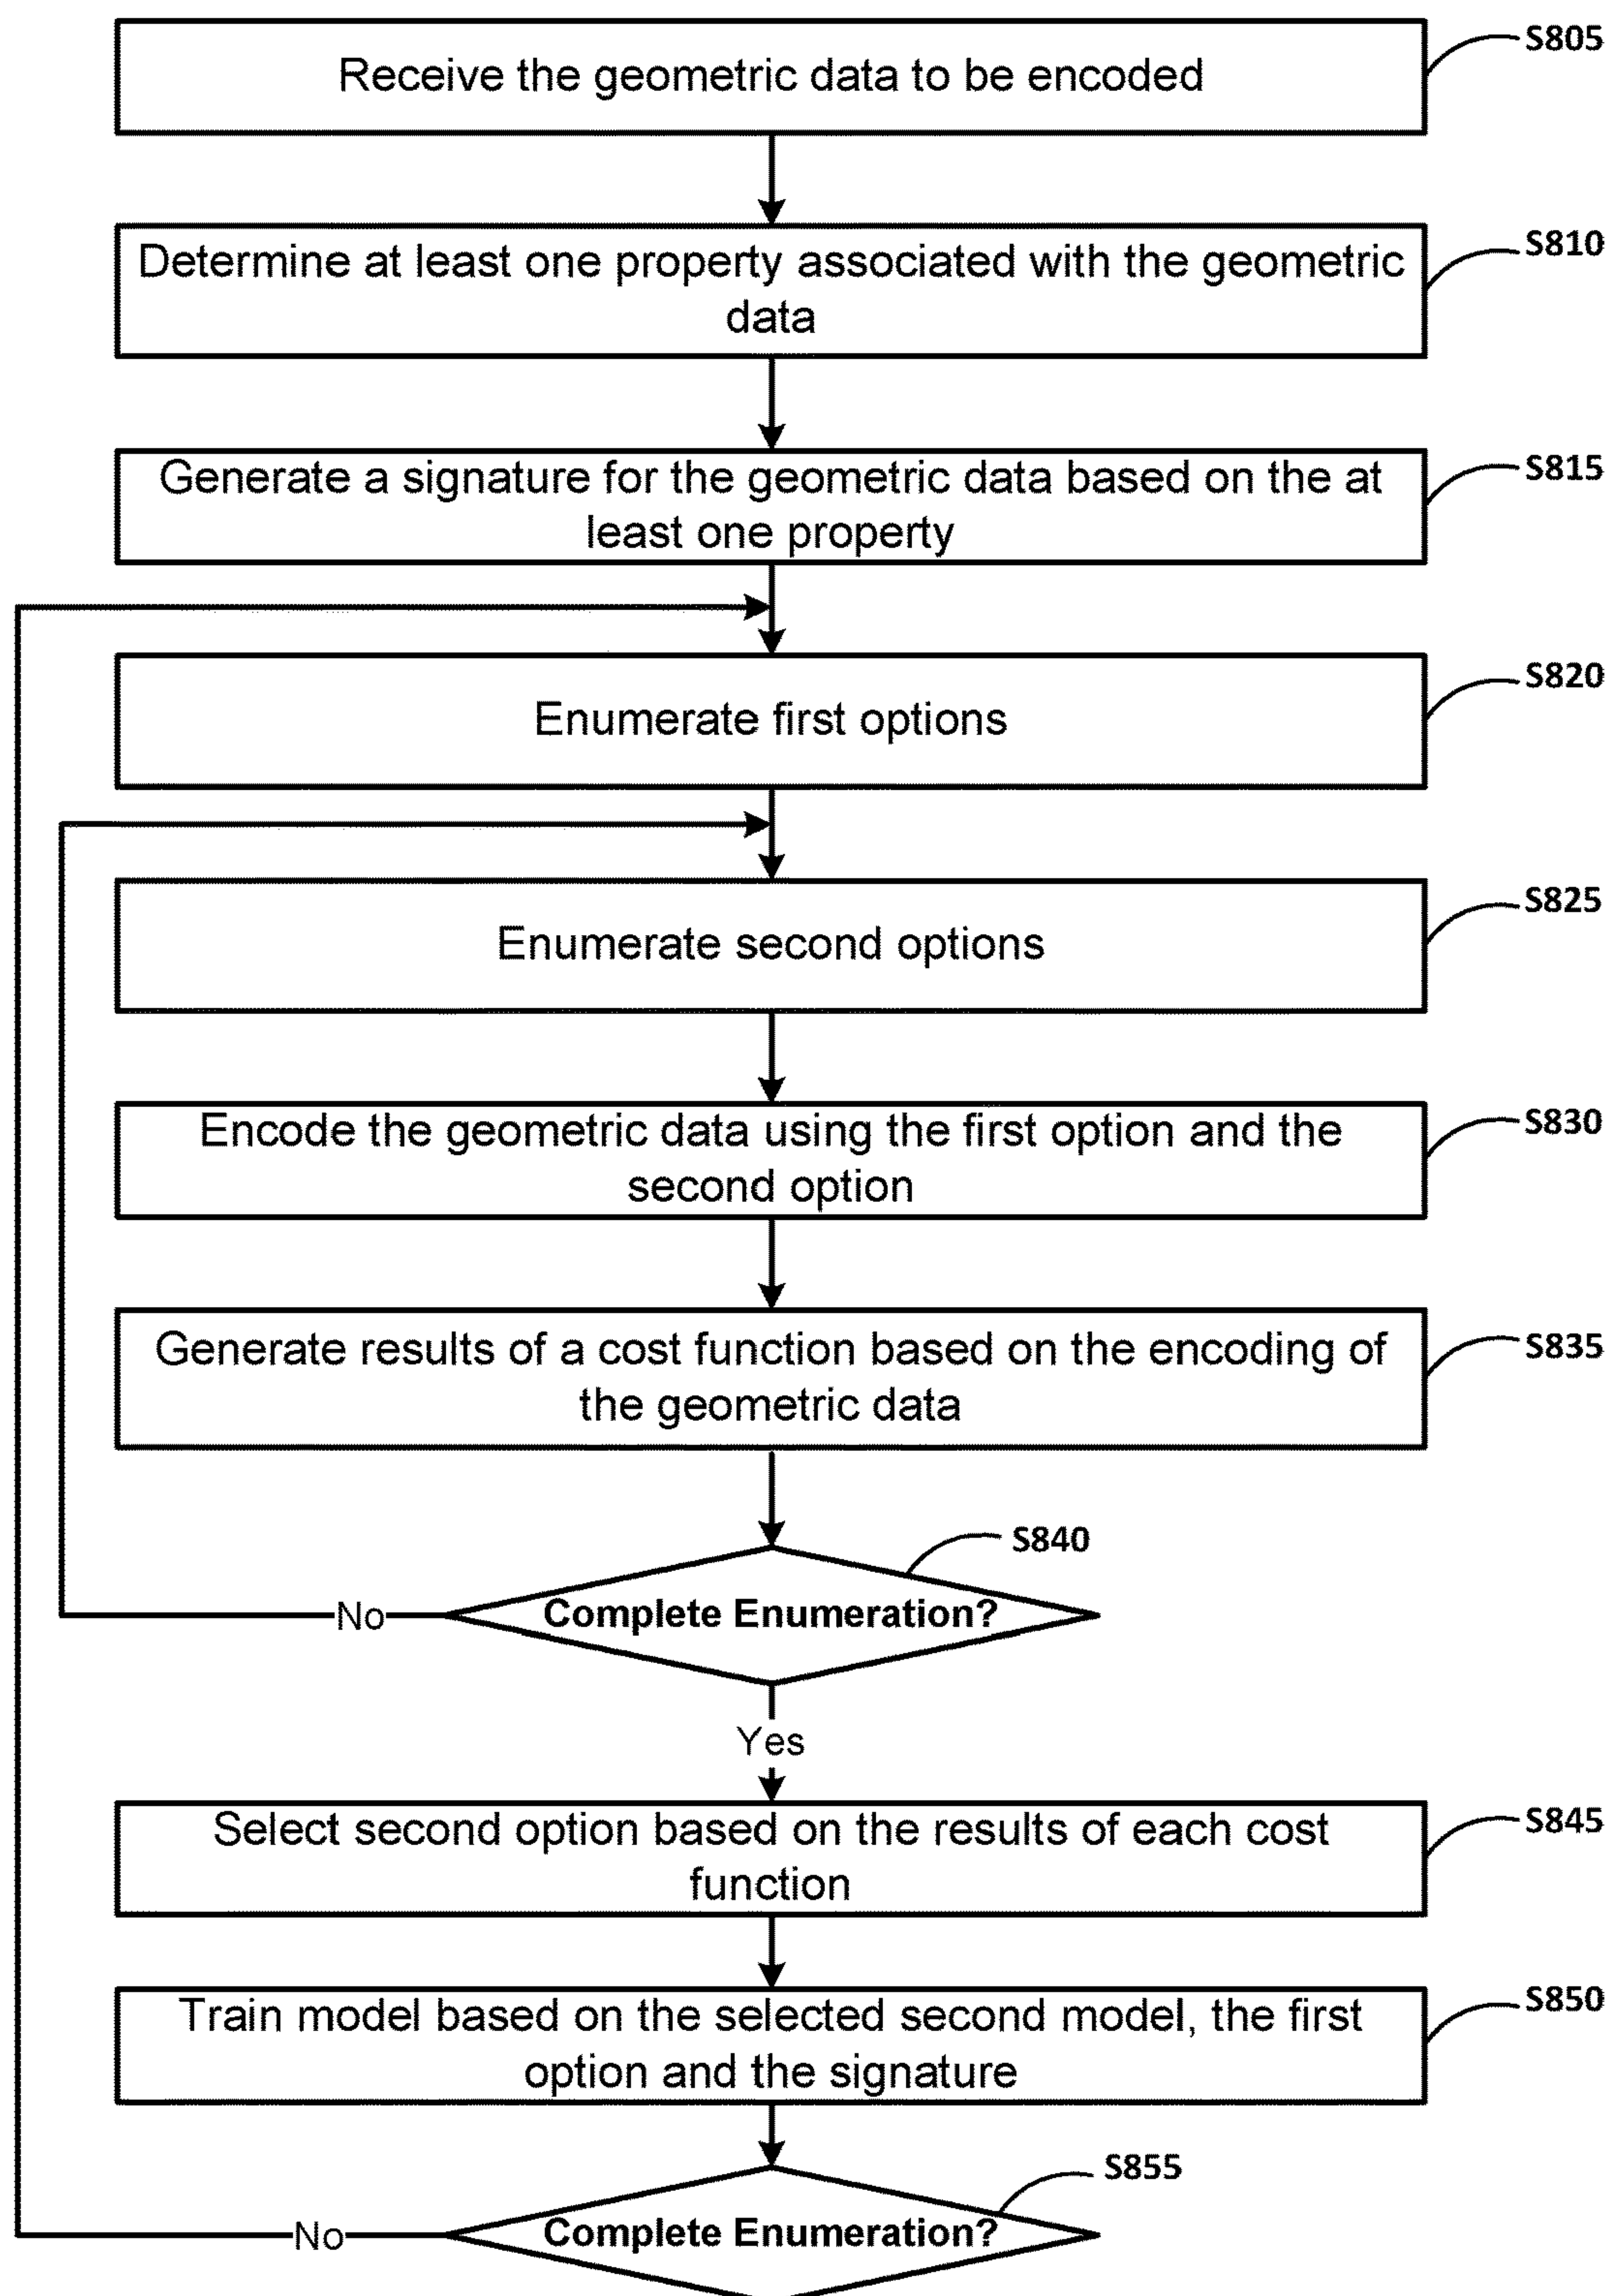 Receive the geometric data to be encoded
S805
Determine at least one property associated with the geometric
data
S810
Generate a signature for the geometric data based on the at
least one property
S815
Enumerate first options
S820
Enumerate second options
S825
Encode the geometric data using the first option and the
second option
S830
Generate results of a cost function based on the encoding of
the geometric data
S835
S840
Complete Enumeration?
No
Yes
Select second option based on the results of each cost
function
S845
Train model based on the selected second model, the first
option and the signature
S850
S855
Complete Enumeration?
No